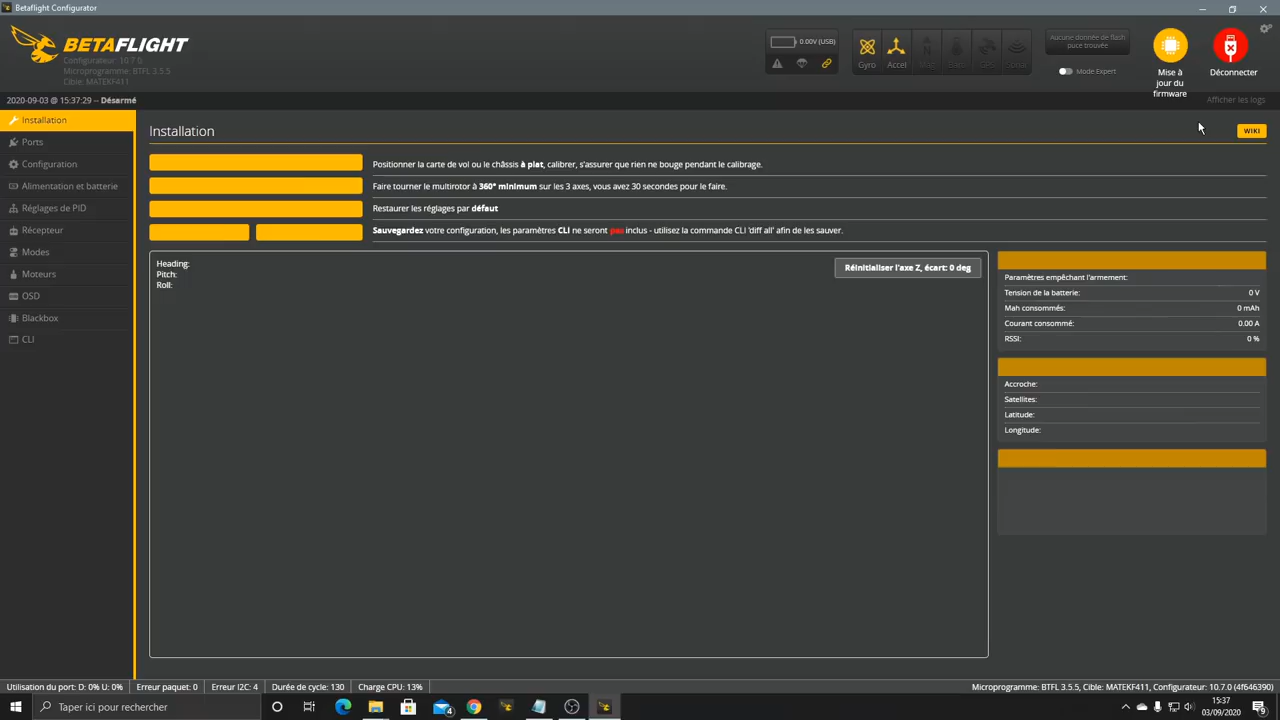 Betaflight Configurator
BETAFLIGHT
Configurateur: 10.7.0
Microprogramme: BTFL 3.5.5
Cible: MATEKF411
0.00V (USB)
Gyro
Accel
Mag
Baro
GPS
Sonar
Aucune donnée de flash
puce trouvée
Mode Expert
Mise à
jour du
firmware
Déconnecter
2020-09-03 @ 15:37:29 -- Désarmé
Afficher les logs
Installation
Ports
Configuration
Alimentation et batterie
Réglages de PID
Récepteur
Modes
Moteurs
OSD
Blackbox
CLI
Installation
WIKI
Positionner la carte de vol ou le châssis à plat, calibrer, s'assurer que rien ne bouge pendant le calibrage.
Faire tourner le multirotor à 360° minimum sur les 3 axes, vous avez 30 secondes pour le faire.
Restaurer les réglages par défaut
Sauvegardez votre configuration, les paramètres CLI ne seront pas inclus - utilisez la commande CLI 'diff all' afin de les sauver.
Heading:
Pitch:
Roll:
Réinitialiser l'axe Z, écart: 0 deg
Paramètres empêchant l'armement:
Tension de la batterie: 0 V
Mah consommés: 0 mAh
Courant consommé: 0.00 A
RSSI: 0 %
Accroche:
Satellites:
Latitude:
Longitude:
Utilisation du port: D: 0% U: 0% Erreur paquet: 0 Erreur I2C: 4 Durée de cycle: 130 Charge CPU: 13%
Microprogramme: BTFL 3.5.5, Cible: MATEKF411, Configurateur: 10.7.0 (4f646390)
Taper ici pour rechercher
4
15:37
03/09/2020
9